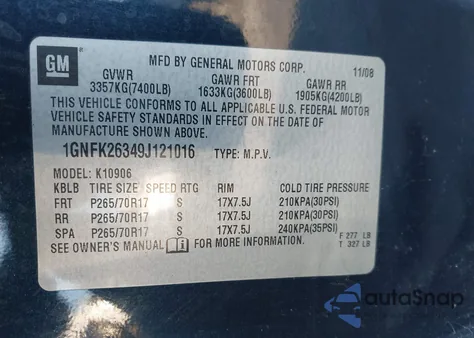 GM
MFD BY GENERAL MOTORS CORP. 11/08
GVWR GAWR FRT GAWR RR
3357KG(7400LB) 1633KG(3600LB) 1905KG(4200LB)
THIS VEHICLE CONFORMS TO ALL APPLICABLE U.S. FEDERAL MOTOR
VEHICLE SAFETY STANDARDS IN EFFECT ON THE DATE OF
MANUFACTURE SHOWN ABOVE.
1GNFK26349J121016 TYPE: M.P.V.
MODEL: K10906
KBLB TIRE SIZE SPEED RTG RIM COLD TIRE PRESSURE
FRT P265/70R17 S 17X7.5J 210KPA(30PSI)
RR P265/70R17 S 17X7.5J 210KPA(30PSI)
SPA P265/70R17 S 17X7.5J 240KPA(35PSI)
SEE OWNER'S MANUAL FOR MORE INFORMATION. F 277 LB
T 327 LB
autoSnap